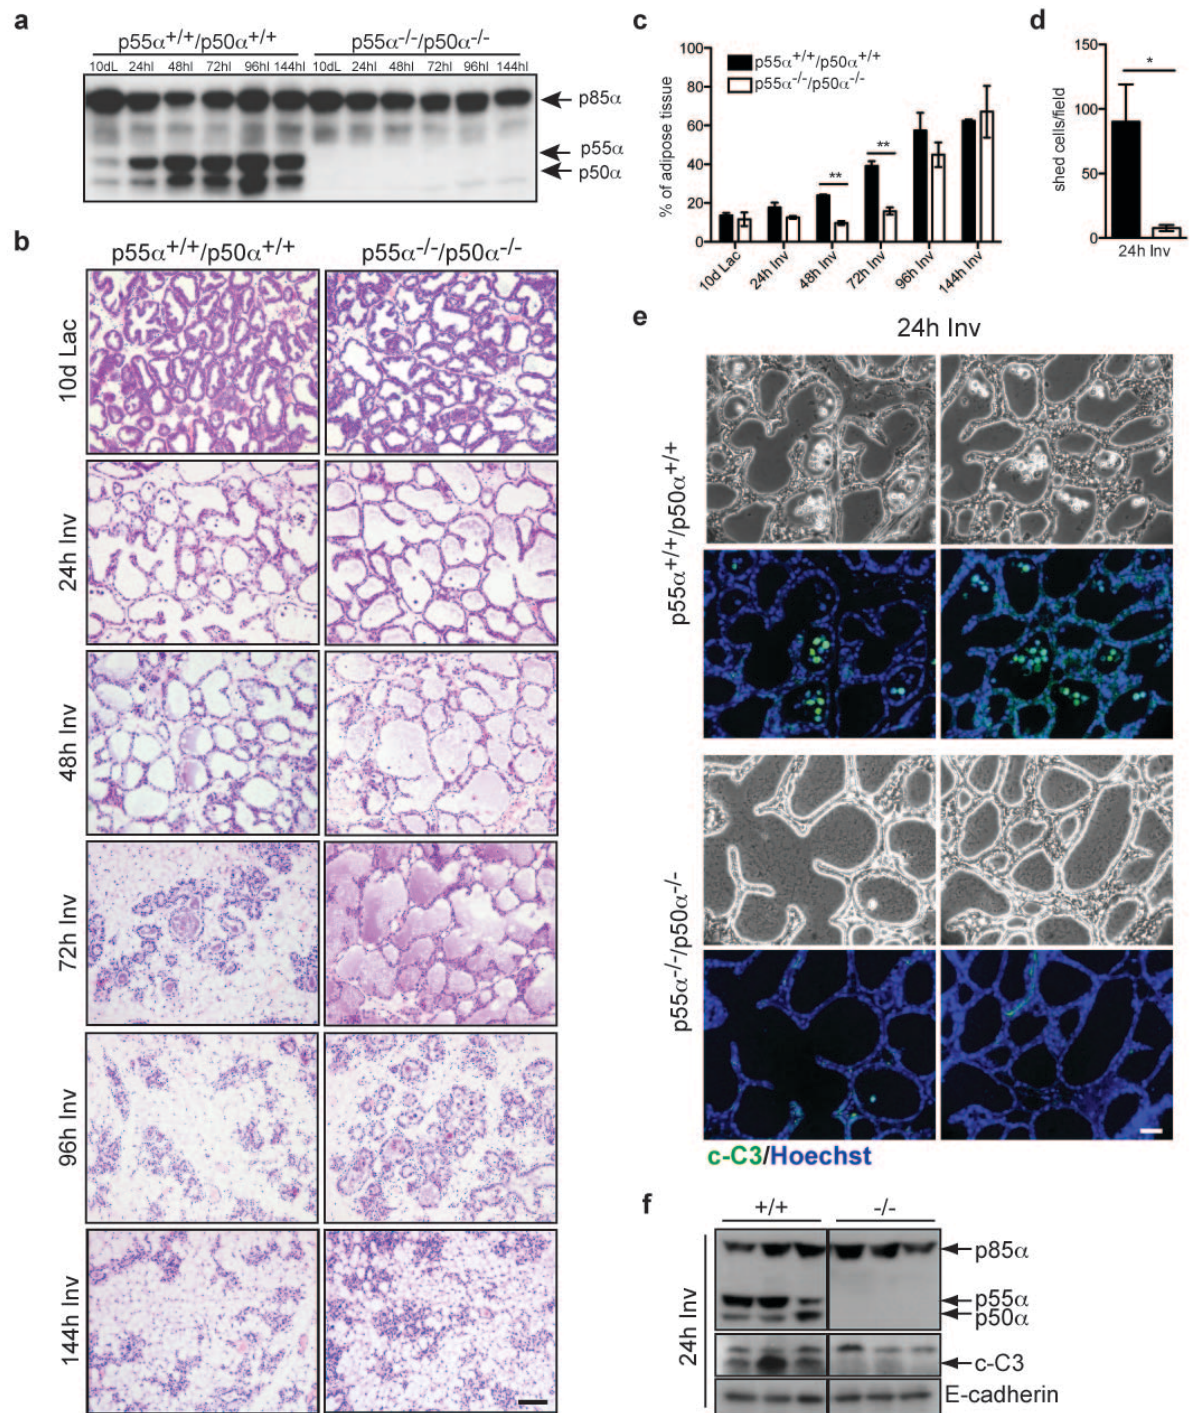 a
p55α+/+/p50α+/+ p55α-/-/p50α-/-
10dL 24hI 48hI 72hI 96hI 144hI 10dL 24hI 48hI 72hI 96hI 144hI
p85α
p55α
p50α
b
p55α+/+/p50α+/+ p55α-/-/p50α-/-
10d Lac
24h Inv
48h Inv
72h Inv
96h Inv
144h Inv
c
% of adipose tissue
100
80
60
40
20
0
p55α+/+/p50α+/+
p55α-/-/p50α-/-
**
**
10d Lac 24h Inv 48h Inv 72h Inv 96h Inv 144h Inv
d
shed cells/field
150
100
50
0
*
24h Inv
e
24h Inv
p55α+/+/p50α+/+
p55α-/-/p50α-/-
c-C3/Hoechst
f
+/+ -/-
24h Inv
p85α
p55α
p50α
c-C3
E-cadherin